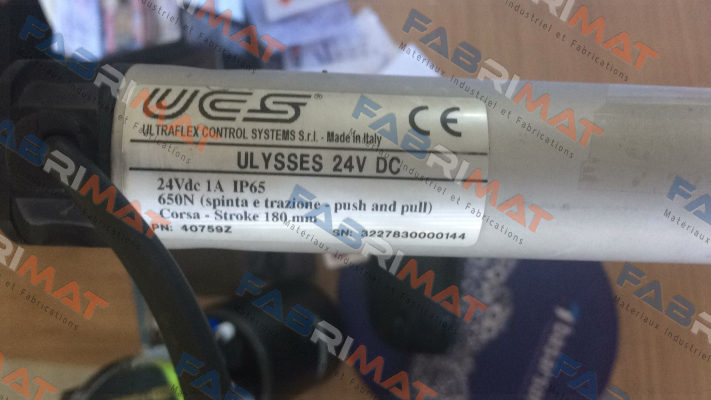 UCS®
ULTRAFLEX CONTROL SYSTEMS S.r.l. - Made in Italy
CE
ULYSSES 24V DC
24Vdc 1A IP65
650N (spinta e trazione - push and pull)
Corsa - Stroke 180 mm
PN: 40759Z SN: 3227830000144
FABRIMAT
Materiaux Industriel et Fabrications